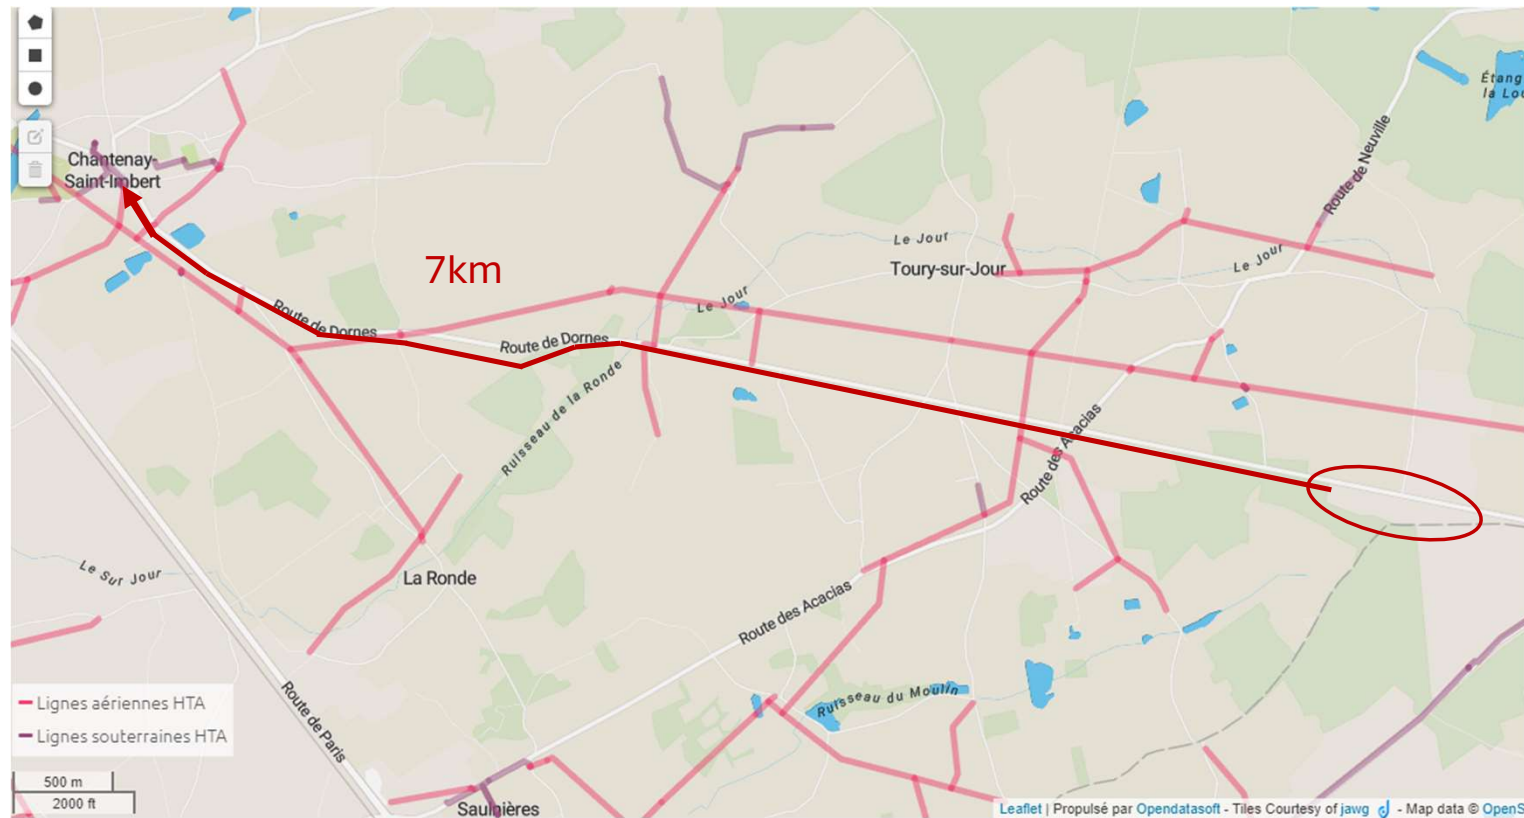 Étang
la Lou
Route de Neuville
Chantenay-
Saint-Imbert
Le Jour
Le Jour
Toury-sur-Jour
7km
Le Jour
Route de Dornes
Route de Dornes
Ruisseau de la Ronde
Route des Acacias
La Ronde
Le Sur Jour
Route des Acacias
Route de Paris
Ruisseau du Moulin
Lignes aériennes HTA
Lignes souterraines HTA
500 m
2000 ft
Saulnières
Leaflet | Propulsé par Opendatasoft - Tiles Courtesy of jawg - Map data © OpenS